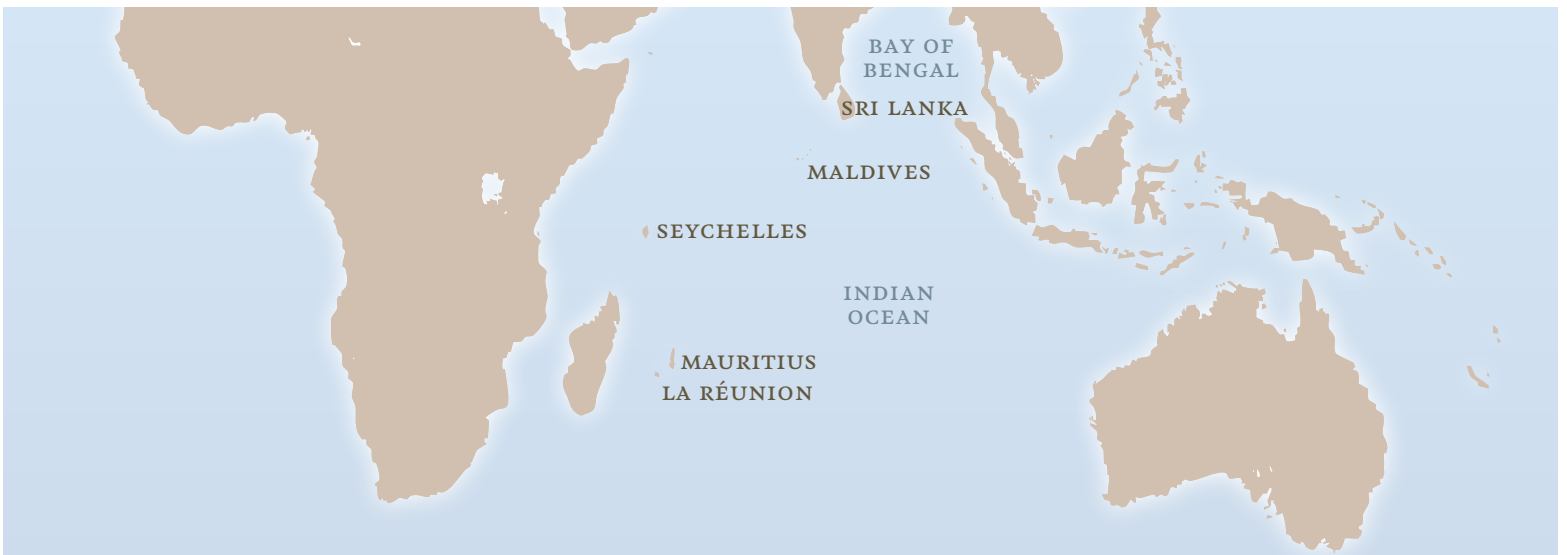 BAY OF
BENGAL
SRI LANKA
MALDIVES
SEYCHELLES
INDIAN
OCEAN
MAURITIUS
LA RÉUNION